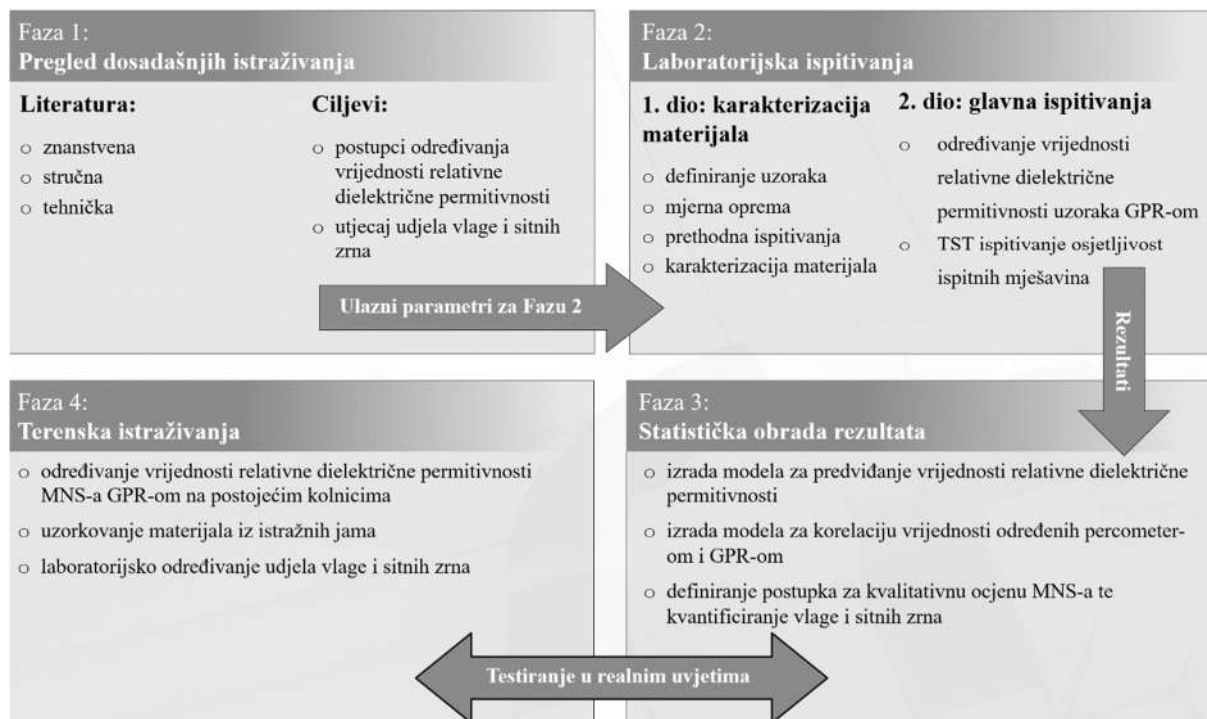 Faza 1:
Pregled dosadašnjih istraživanja
Literatura:
o znanstvena
o stručna
o tehnička
Ciljevi:
o postupci određivanja
vrijednosti relativne
dielektrične permitivnosti
o utjecaj udjela vlage i sitnih
zrna
Ulazni parametri za Fazu 2
Faza 2:
Laboratorijska ispitivanja
1. dio: karakterizacija
materijala
o definiranje uzoraka
o mjerna oprema
o prethodna ispitivanja
o karakterizacija materijala
2. dio: glavna ispitivanja
o određivanje vrijednosti
relativne dielektrične
permitivnosti uzoraka GPR-om
o TST ispitivanje osjetljivost
ispitnih mješavina
Rezultati
Faza 3:
Statistička obrada rezultata
o izrada modela za predviđanje vrijednosti relativne dielektrične
permitivnosti
o izrada modela za korelaciju vrijednosti određenih percometer-
om i GPR-om
o definiranje postupka za kvalitativnu ocjenu MNS-a te
kvantificiranje vlage i sitnih zrna
Faza 4:
Terenska istraživanja
o određivanje vrijednosti relativne dielektrične permitivnosti
MNS-a GPR-om na postojećim kolnicima
o uzorkovanje materijala iz istražnih jama
o laboratorijsko određivanje udjela vlage i sitnih zrna
Testiranje u realnim uvjetima